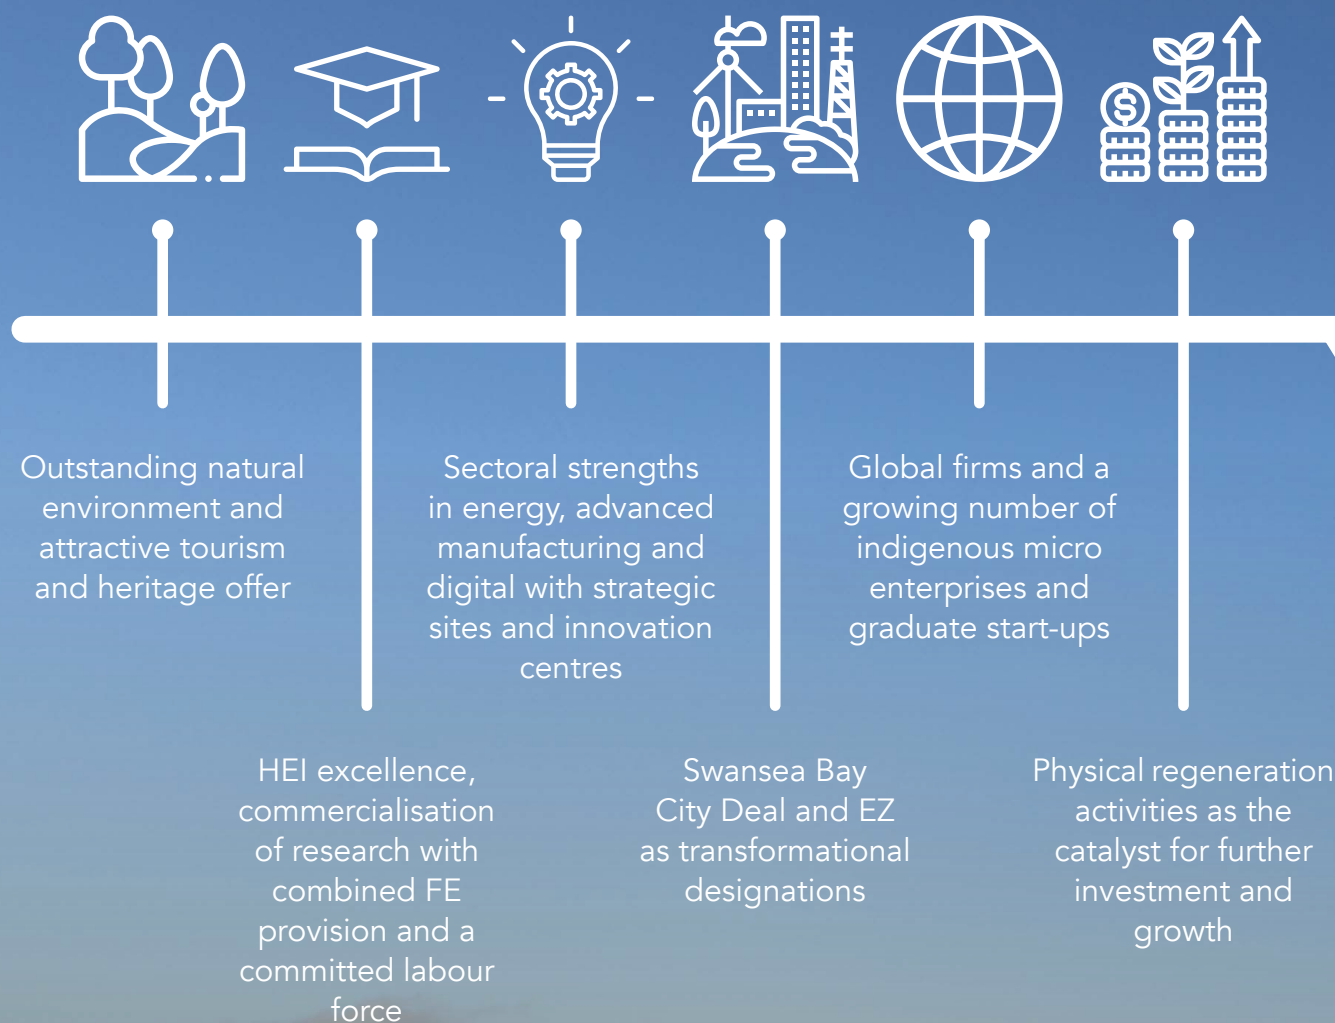 Outstanding natural
environment and
attractive tourism
and heritage offer
HEI excellence,
commercialisation
of research with
combined FE
provision and a
committed labour
force
Sectoral strengths
in energy, advanced
manufacturing and
digital with strategic
sites and innovation
centres
Swansea Bay
City Deal and EZ
as transformational
designations
Global firms and a
growing number of
indigenous micro
enterprises and
graduate start-ups
Physical regeneration
activities as the
catalyst for further
investment and
growth